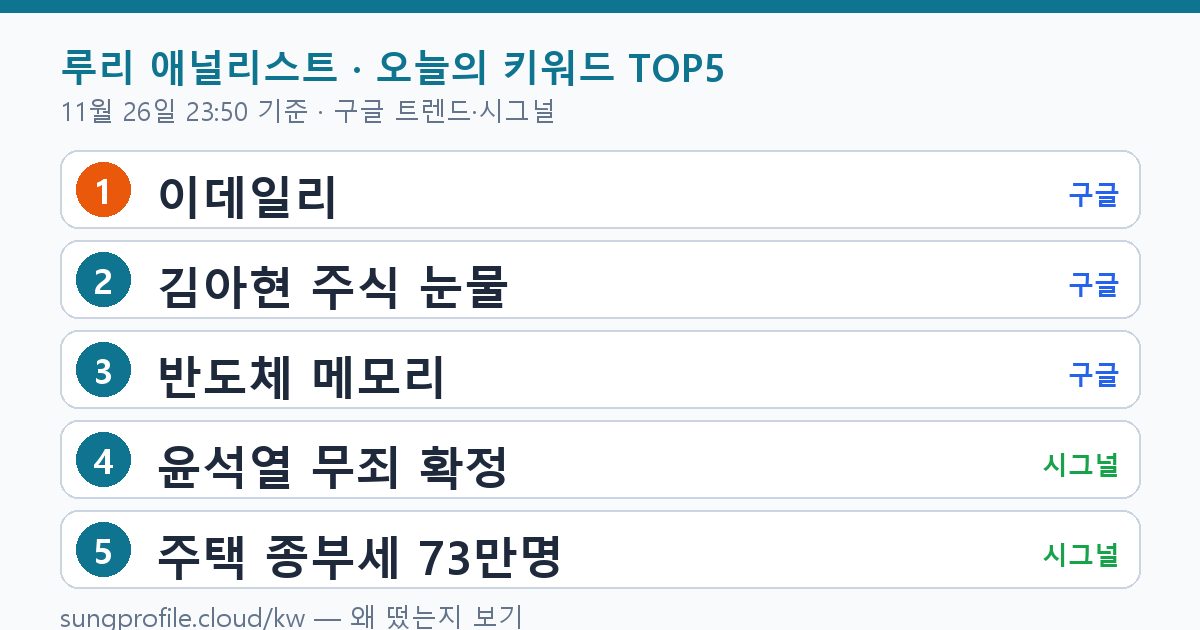 루리 애널리스트 · 오늘의 키워드 TOP5
11월 26일 23:50 기준 · 구글 트렌드·시그널
1 이데일리 구글
2 김아현 주식 눈물 구글
3 반도체 메모리 구글
4 윤석열 무죄 확정 시그널
5 주택 종부세 73만명 시그널
sungprofile.cloud/kw — 왜 떴는지 보기